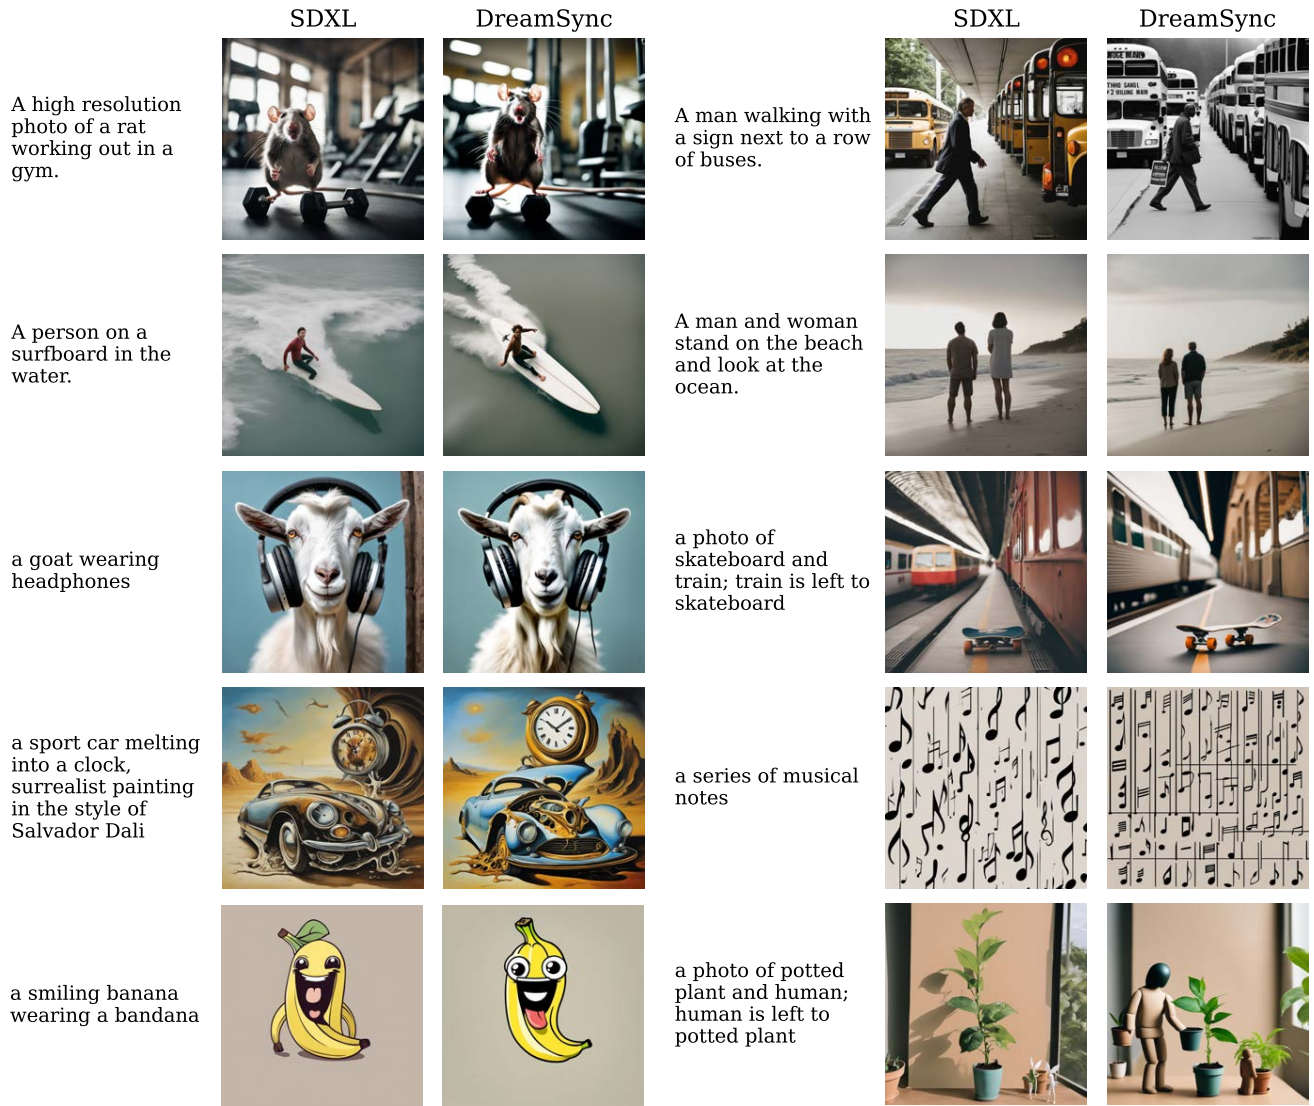 SDXL
DreamSync
SDXL
DreamSync
A high resolution
photo of a rat
working out in a
gym.
A man walking with
a sign next to a row
of buses.
A person on a
surfboard in the
water.
A man and woman
stand on the beach
and look at the
ocean.
a goat wearing
headphones
a photo of
skateboard and
train; train is left to
skateboard
a sport car melting
into a clock,
surrealist painting
in the style of
Salvador Dali
a series of musical
notes
a smiling banana
wearing a bandana
a photo of potted
plant and human;
human is left to
potted plant